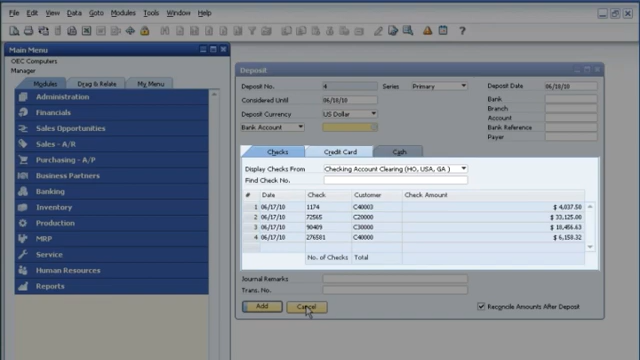 File Edit View Data Goto Modules Tools Window Help
Main Menu
OEC Computers
Manager
Modules Drag & Relate My Menu
Administration
Financials
Sales Opportunities
Sales - A/R
Purchasing - A/P
Business Partners
Banking
Inventory
Production
MRP
Service
Human Resources
Reports
Deposit
Deposit No. 4 Series Primary Deposit Date 06/18/10
Considered Until 06/18/10 Bank
Branch
Deposit Currency US Dollar Account
Bank Account Bank Reference
Payer
Checks Credit Card Cash
Display Checks From Checking Account Clearing (HO, USA, GA )
Find Check No.
# Date Check Customer Check Amount
1 06/17/10 1174 C40003 $ 4,037.50
2 06/17/10 72565 C20000 $ 33,125.00
3 06/17/10 90409 C30000 $ 18,456.63
4 06/17/10 276581 C40000 $ 6,158.32
No. of Checks Total
Journal Remarks
Trans. No.
Add Cancel Reconcile Amounts After Deposit